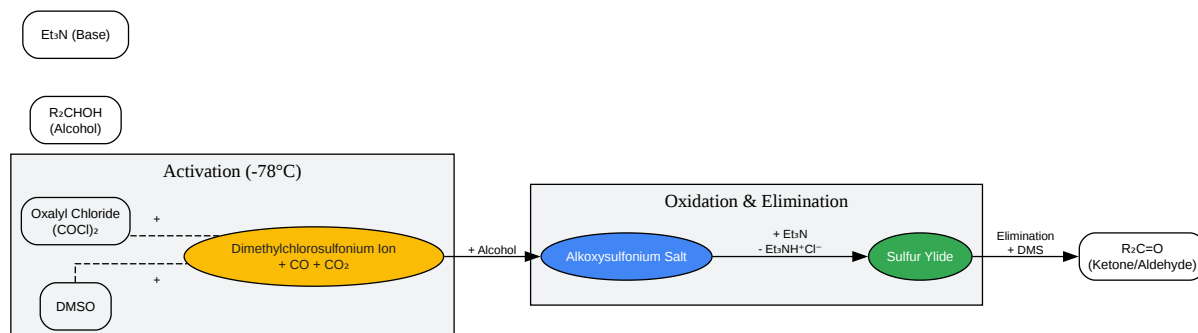 Et₃N (Base)
R₂CHOH
(Alcohol)
Activation (-78°C)
Oxalyl Chloride
(COCl)₂
+
Dimethylchlorosulfonium Ion
+ CO + CO₂
+
DMSO
+ Alcohol
Oxidation & Elimination
Alkoxysulfonium Salt
+ Et₃N
- Et₃NH⁺Cl⁻
Sulfur Ylide
Elimination
+ DMS
R₂C=O
(Ketone/Aldehyde)